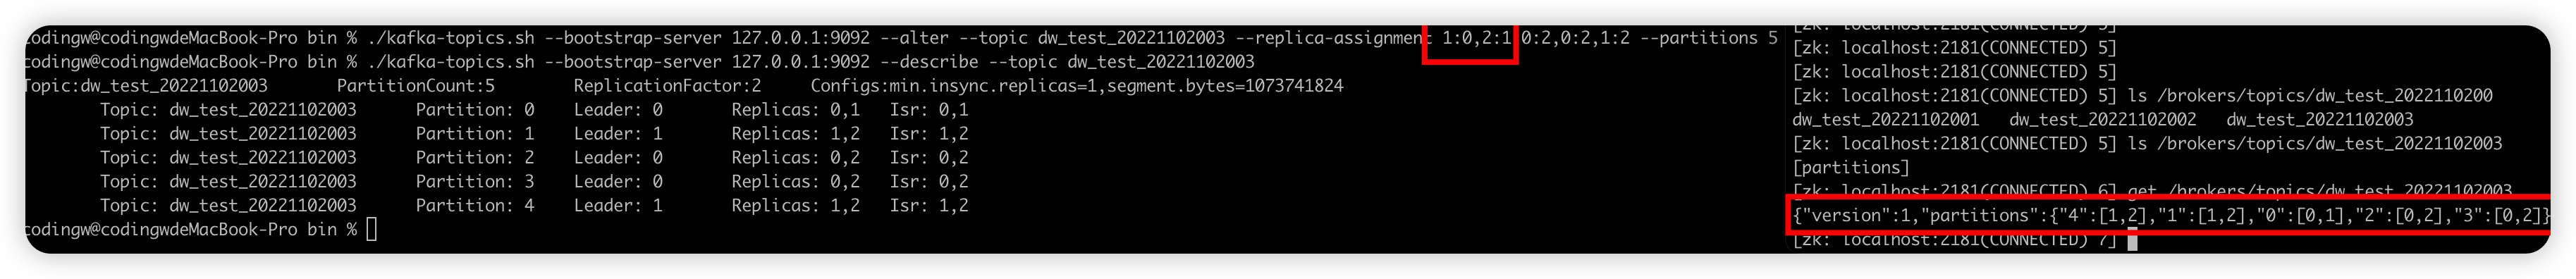 codingw@codingwdeMacBook-Pro bin % ./kafka-topics.sh --bootstrap-server 127.0.0.1:9092 --alter --topic dw_test_20221102003 --replica-assignment 1:0,2:1,0:2,0:2,1:2 --partitions 5
codingw@codingwdeMacBook-Pro bin % ./kafka-topics.sh --bootstrap-server 127.0.0.1:9092 --describe --topic dw_test_20221102003
Topic:dw_test_20221102003 PartitionCount:5 ReplicationFactor:2 Configs:min.insync.replicas=1,segment.bytes=1073741824
Topic: dw_test_20221102003 Partition: 0 Leader: 0 Replicas: 0,1 Isr: 0,1
Topic: dw_test_20221102003 Partition: 1 Leader: 1 Replicas: 1,2 Isr: 1,2
Topic: dw_test_20221102003 Partition: 2 Leader: 0 Replicas: 0,2 Isr: 0,2
Topic: dw_test_20221102003 Partition: 3 Leader: 0 Replicas: 0,2 Isr: 0,2
Topic: dw_test_20221102003 Partition: 4 Leader: 1 Replicas: 1,2 Isr: 1,2
codingw@codingwdeMacBook-Pro bin %
[zk: localhost:2181(CONNECTED) 5]
[zk: localhost:2181(CONNECTED) 5]
[zk: localhost:2181(CONNECTED) 5]
[zk: localhost:2181(CONNECTED) 5] ls /brokers/topics/dw_test_2022110200
dw_test_20221102001 dw_test_20221102002 dw_test_20221102003
[zk: localhost:2181(CONNECTED) 5] ls /brokers/topics/dw_test_20221102003
[partitions]
[zk: localhost:2181(CONNECTED) 6] get /brokers/topics/dw_test_20221102003
{"version":1,"partitions":{"4":[1,2],"1":[1,2],"0":[0,1],"2":[0,2],"3":[0,2]}
[zk: localhost:2181(CONNECTED) 7]